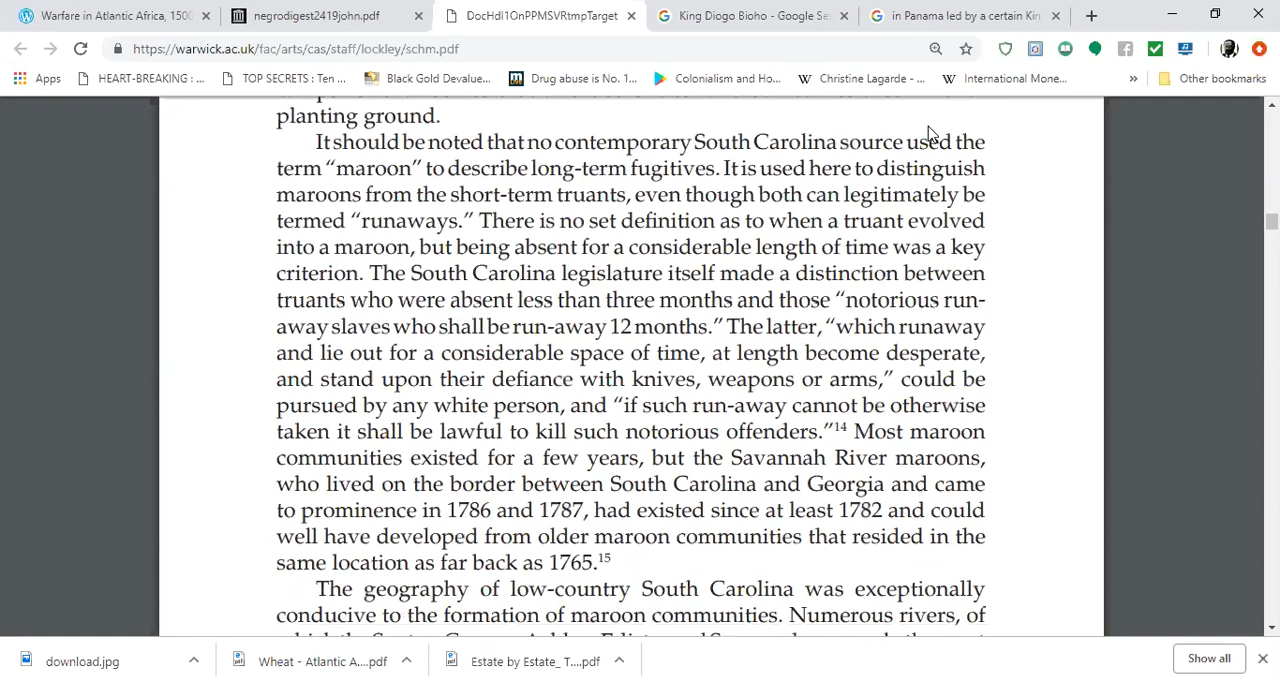 Warfare in Atlantic Africa, 1500
negrodigest2419john.pdf
DocHdl1OnPPMSVRtmpTarget
King Diogo Bioho - Google Se
in Panama led by a certain Kin
https://warwick.ac.uk/fac/arts/cas/staff/lockley/schm.pdf
Apps
HEART-BREAKING : ...
TOP SECRETS : Ten ...
Black Gold Devalue...
Drug abuse is No. 1...
Colonialism and Ho...
Christine Lagarde - ...
International Mone...
»
Other bookmarks
planting ground.
It should be noted that no contemporary South Carolina source used the
term “maroon” to describe long-term fugitives. It is used here to distinguish
maroons from the short-term truants, even though both can legitimately be
termed “runaways.” There is no set definition as to when a truant evolved
into a maroon, but being absent for a considerable length of time was a key
criterion. The South Carolina legislature itself made a distinction between
truants who were absent less than three months and those “notorious run-
away slaves who shall be run-away 12 months.” The latter, “which runaway
and lie out for a considerable space of time, at length become desperate,
and stand upon their defiance with knives, weapons or arms,” could be
pursued by any white person, and “if such run-away cannot be otherwise
taken it shall be lawful to kill such notorious offenders.”14 Most maroon
communities existed for a few years, but the Savannah River maroons,
who lived on the border between South Carolina and Georgia and came
to prominence in 1786 and 1787, had existed since at least 1782 and could
well have developed from older maroon communities that resided in the
same location as far back as 1765.15
The geography of low-country South Carolina was exceptionally
conducive to the formation of maroon communities. Numerous rivers, of
download.jpg
Wheat - Atlantic A....pdf
Estate by Estate_ T....pdf
Show all